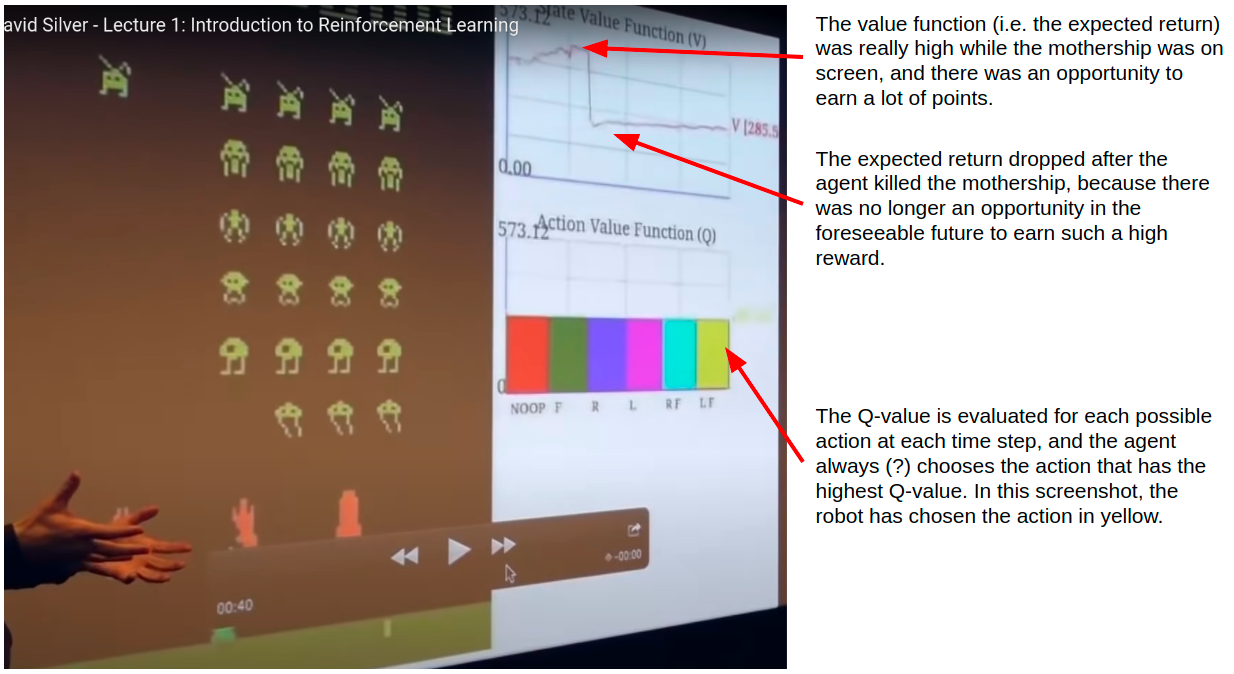 avid Silver - Lecture 1: Introduction to Reinforcement Learning
573.12
State Value Function (V)
V [285.5
0.00
573.12
Action Value Function (Q)
0
NOOP F R L RF LF
-00:00
00:40
The value function (i.e. the expected return)
was really high while the mothership was on
screen, and there was an opportunity to
earn a lot of points.
The expected return dropped after the
agent killed the mothership, because there
was no longer an opportunity in the
foreseeable future to earn such a high
reward.
The Q-value is evaluated for each possible
action at each time step, and the agent
always (?) chooses the action that has the
highest Q-value. In this screenshot, the
robot has chosen the action in yellow.